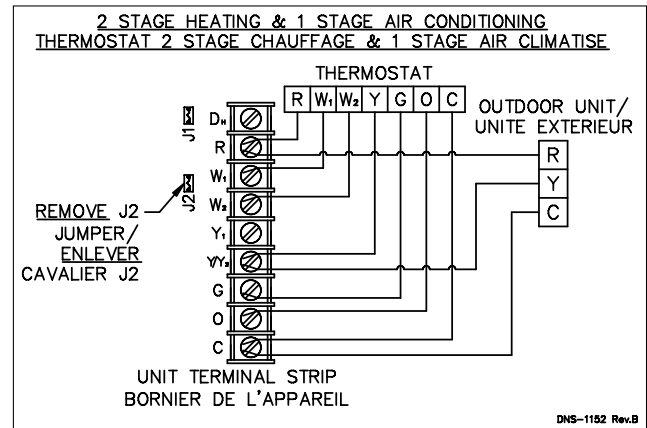 2 STAGE HEATING & 1 STAGE AIR CONDITIONING
THERMOSTAT 2 STAGE CHAUFFAGE & 1 STAGE AIR CLIMATISE
THERMOSTAT
R W1 W2 Y G O C
OUTDOOR UNIT/
UNITE EXTERIEUR
R
Y
C
J1
J2
DH
R
W1
W2
Y1
Y/Y2
G
O
C
REMOVE J2
JUMPER/
ENLEVER
CAVALIER J2
UNIT TERMINAL STRIP
BORNIER DE L'APPAREIL
DNS-1152 Rev.B